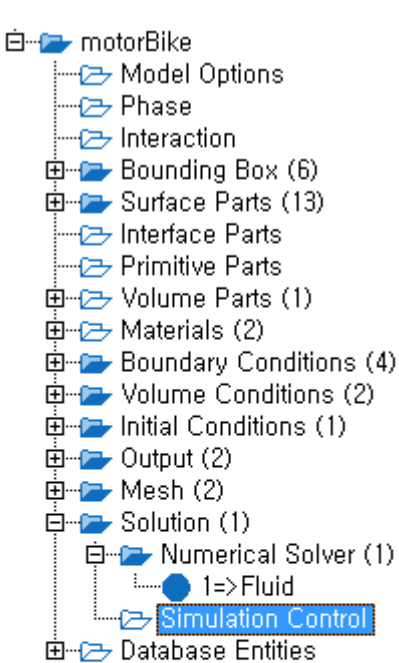 motorBike
Model Options
Phase
Interaction
Bounding Box (6)
Surface Parts (13)
Interface Parts
Primitive Parts
Volume Parts (1)
Materials (2)
Boundary Conditions (4)
Volume Conditions (2)
Initial Conditions (1)
Output (2)
Mesh (2)
Solution (1)
Numerical Solver (1)
1=>Fluid
Simulation Control
Database Entities